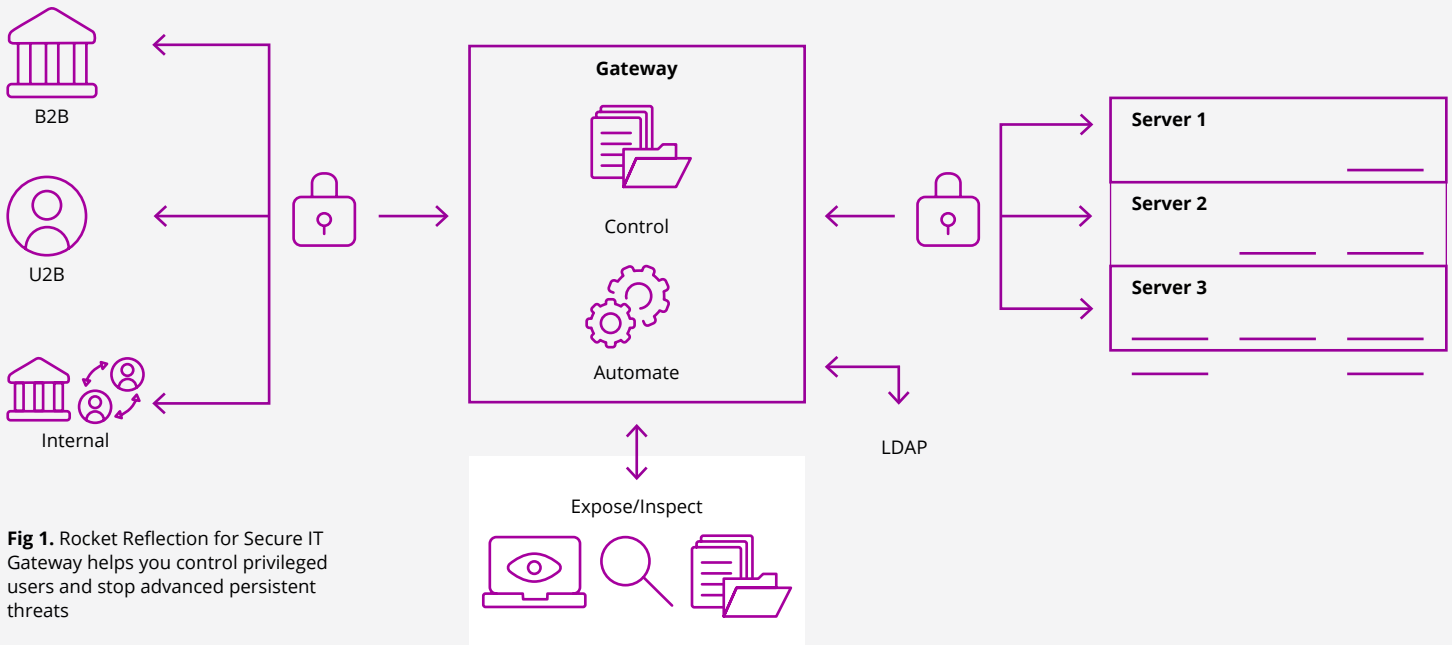 B2B
U2B
Internal
Gateway
Control
Automate
Expose/Inspect
LDAP
Server 1
Server 2
Server 3
Fig 1. Rocket Reflection for Secure IT
Gateway helps you control privileged
users and stop advanced persistent
threats